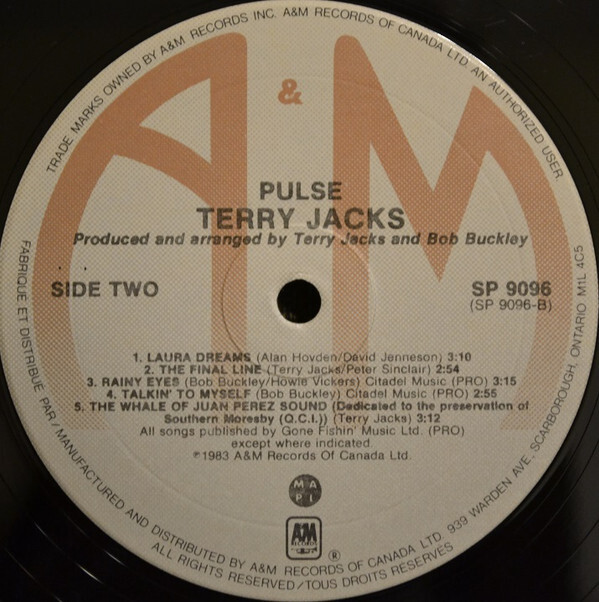 TRADE MARKS OWNED BY A&M RECORDS INC. A&M RECORDS OF CANADA LTD. AN AUTHORIZED USER.
&
PULSE
TERRY JACKS
Produced and arranged by Terry Jacks and Bob Buckley
SIDE TWO
SP 9096
(SP 9096-B)
1. LAURA DREAMS (Alan Hovden/David Jenneson) 3:10
2. THE FINAL LINE (Terry Jacks/Peter Sinclair) 2:54
3. RAINY EYES (Bob Buckley/Howie Vickers) Citadel Music (PRO) 3:15
4. TALKIN' TO MYSELF (Bob Buckley) Citadel Music (PRO) 2:55
5. THE WHALE OF JUAN PEREZ SOUND (Dedicated to the preservation of
Southern Moresby (Q.C.I.)) (Terry Jacks) 3:12
All songs published by Gone Fishin' Music Ltd. (PRO)
except where indicated.
℗1983 A&M Records Of Canada Ltd.
M A
P L
A&M
RECORDS
®
FABRIQUE ET DISTRIBUE PAR/MANUFACTURED AND DISTRIBUTED BY A&M RECORDS OF CANADA LTD. 939 WARDEN AVE, SCARBOROUGH, ONTARIO M1L 4C5
ALL RIGHTS RESERVED/TOUS DROITS RESERVES